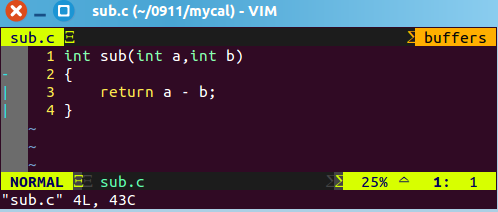 sub.c (~/0911/mycal) - VIM
sub.c buffers
1 int sub(int a,int b)
2 {
3     return a - b;
4 }
~
~
~
NORMAL sub.c 25% 1: 1
"sub.c" 4L, 43C